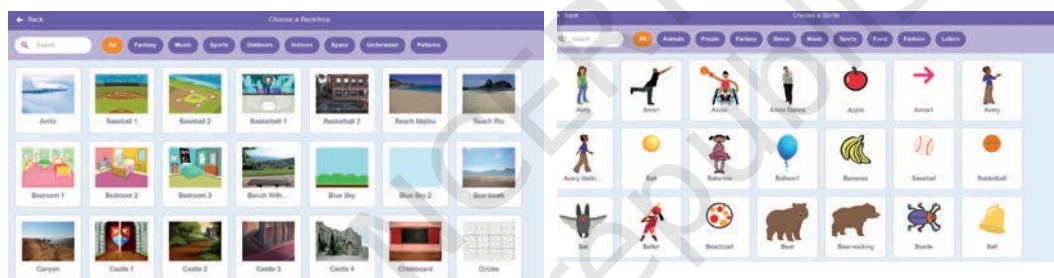 Back Choose a Backdrop
Search All Fantasy Music Sports Outdoors Indoors Space Underwater Patterns
Arctic Baseball 1 Baseball 2 Basketball 1 Basketball 2 Beach Malibu Beach Rio
Bedroom 1 Bedroom 2 Bedroom 3 Bench With... Blue Sky Blue Sky 2 Boardwalk
Canyon Castle 1 Castle 2 Castle 3 Castle 4 Chalkboard Circles
Back Choose a Sprite
Search All Animals People Fantasy Dance Music Sports Food Fashion Letters
Abby Amon Andie Anina Dance Apple Arrow1 Avery
Avery Walki... Ball Ballerina Balloon1 Bananas Baseball Basketball
Bat Batter Beachball Bear Bear-walking Beetle Bell